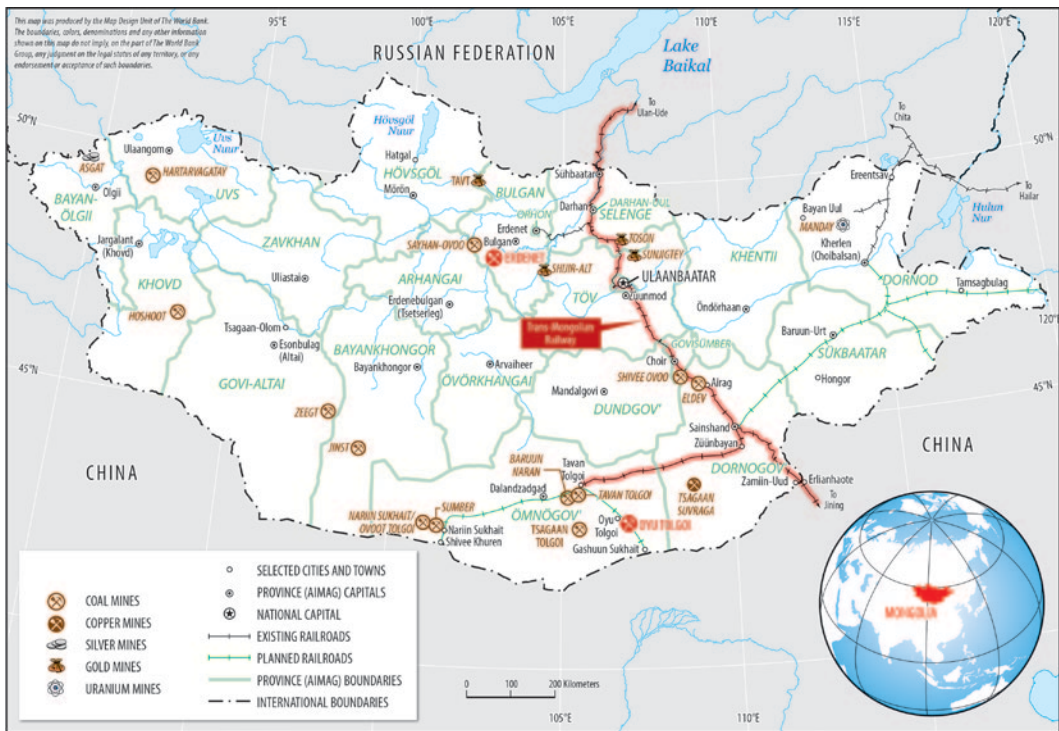 This map was produced by the Map Design Unit of The World Bank.
The boundaries, colors, denominations and any other information
shown on this map do not imply, on the part of The World Bank
Group, any judgment on the legal status of any territory, or any
endorsement or acceptance of such boundaries.
95°E
100°E
105°E
110°E
115°E
120°E
RUSSIAN FEDERATION
Lake
Baikal
To
Ulan-Ude
To
Chita
50°N
50°N
Hövsgöl
Nuur
Uvs
Nuur
Ulaangom
ASGAT
HARTARVAGATAY
Olgii
BAYAN-
ÖLGII
UVS
Hatgal
HÖVSGÖL
TAVT
Mörön
BULGAN
Sühbaatar
DARHAN-UUL
SELENGE
Darhan
ORHON
Erdenet
Bulgan
SAYHAN-OVOO
ERDENET
SHIJIR-ALT
TOSON
SUNJIGTEY
Ereentsav
To
Hailar
Hulun
Nur
Bayan Uul
MANDAY
Kherlen
(Choibalsan)
KHENTII
DORNOD
Tamsagbulag
120°E
Jargalant
(Khovd)
KHOVD
ZAVKHAN
Uliastai
ARHANGAI
Erdenebulgan
(Tsetserleg)
TÖV
ULAANBAATAR
Zuunmod
Öndörhaan
HOSHOOT
Tsagaan-Olom
Esonbulag
(Altai)
BAYANKHONGOR
Bayankhongor
Arvaiheer
ÖVÖRKHANGAI
Trans-Mongolian
Railway
GOVISÜMBER
Choir
Baruun-Urt
SÜKBAATAR
Hongor
45°N
45°N
GOVI-ALTAI
Mandalgovi
DUNDGOV'
SHIVEE OVOO
ELDEV
Airag
ZEEGT
JINST
Sainshand
Züünbayan
CHINA
CHINA
BARUUN
NARAN
Tavan
Tolgoi
TAVAN TOLGOI
Dalandzadgad
DORNOGOV'
Zamiin-Uud
Erlianhaote
To
Jining
TSAGAAN
SUVRAGA
NARIIN SUKHAIT/
OVOOT TOLGOI
SUMBER
Nariin Sukhait
Shivee Khuren
ÖMNÖGOV'
TSAGAAN
TOLGOI
Oyu
Tolgoi
OYU TOLGOI
Gashuun Sukhait
COAL MINES
COPPER MINES
SILVER MINES
GOLD MINES
URANIUM MINES
SELECTED CITIES AND TOWNS
PROVINCE (AIMAG) CAPITALS
NATIONAL CAPITAL
EXISTING RAILROADS
PLANNED RAILROADS
PROVINCE (AIMAG) BOUNDARIES
INTERNATIONAL BOUNDARIES
0 100 200 Kilometers
105°E
110°E
MONGOLIA